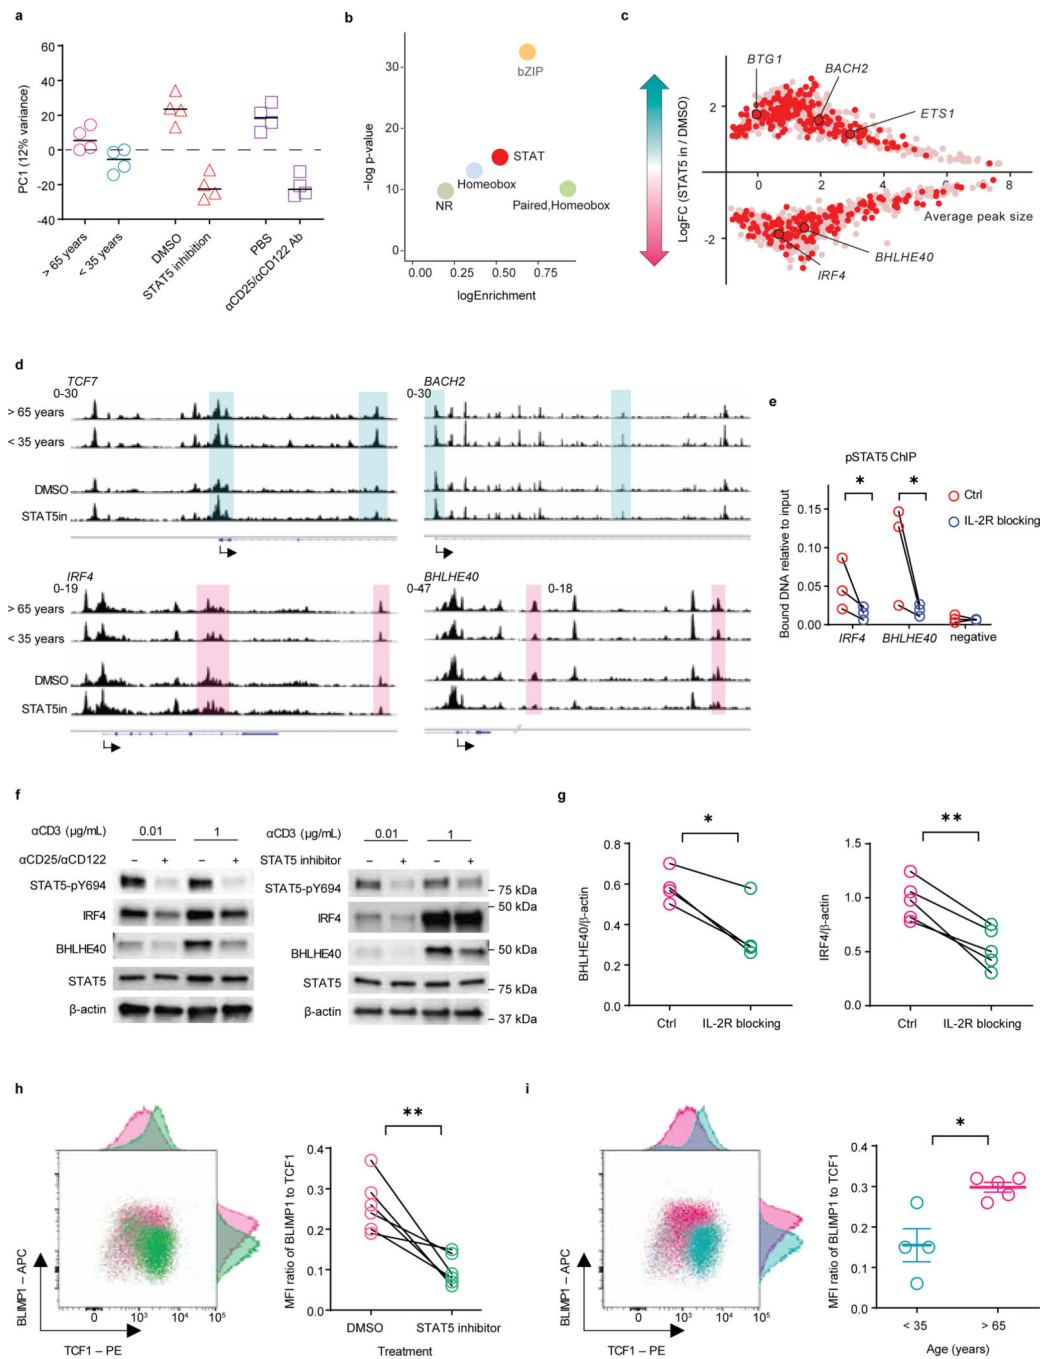 a
PC1 (12% variance)
60
40
20
0
-20
-40
> 65 years
< 35 years
DMSO
STAT5 inhibition
PBS
αCD25/αCD122 Ab
b
−log p-value
30
20
10
0
bZIP
STAT
Homeobox
NR
Paired,Homeobox
0.00 0.25 0.50 0.75
logEnrichment
c
LogFC (STAT5 in / DMSO)
BTG1
BACH2
ETS1
2
0 2 4 6 8
Average peak size
-2
BHLHE40
IRF4
d
TCF7
0-30
> 65 years
< 35 years
DMSO
STAT5in
BACH2
0-30
IRF4
0-19
> 65 years
< 35 years
DMSO
STAT5in
BHLHE40
0-47 0-18
//
e
pSTAT5 ChIP
* *
Ctrl
IL-2R blocking
Bound DNA relative to input
0.15
0.10
0.05
0.00
IRF4 BHLHE40 negative
f
αCD3 (µg/mL) 0.01 1
αCD25/αCD122 − + − +
STAT5-pY694
IRF4
BHLHE40
STAT5
β-actin
αCD3 (µg/mL) 0.01 1
STAT5 inhibitor − + − +
STAT5-pY694
– 75 kDa
– 50 kDa
IRF4
BHLHE40
– 50 kDa
STAT5
– 75 kDa
β-actin
– 37 kDa
g
BHLHE40/β-actin
0.8
0.6
0.4
0.2
0.0
*
Ctrl IL-2R blocking
IRF4/β-actin
1.5
1.0
0.5
0.0
**
Ctrl IL-2R blocking
h
BLIMP1 – APC
0 10³ 10⁴ 10⁵
TCF1 – PE
MFI ratio of BLIMP1 to TCF1
0.4
0.3
0.2
0.1
0.0
**
DMSO STAT5 inhibitor
Treatment
i
BLIMP1 – APC
0 10³ 10⁴ 10⁵
TCF1 – PE
MFI ratio of BLIMP1 to TCF1
0.4
0.3
0.2
0.1
0.0
*
< 35 > 65
Age (years)